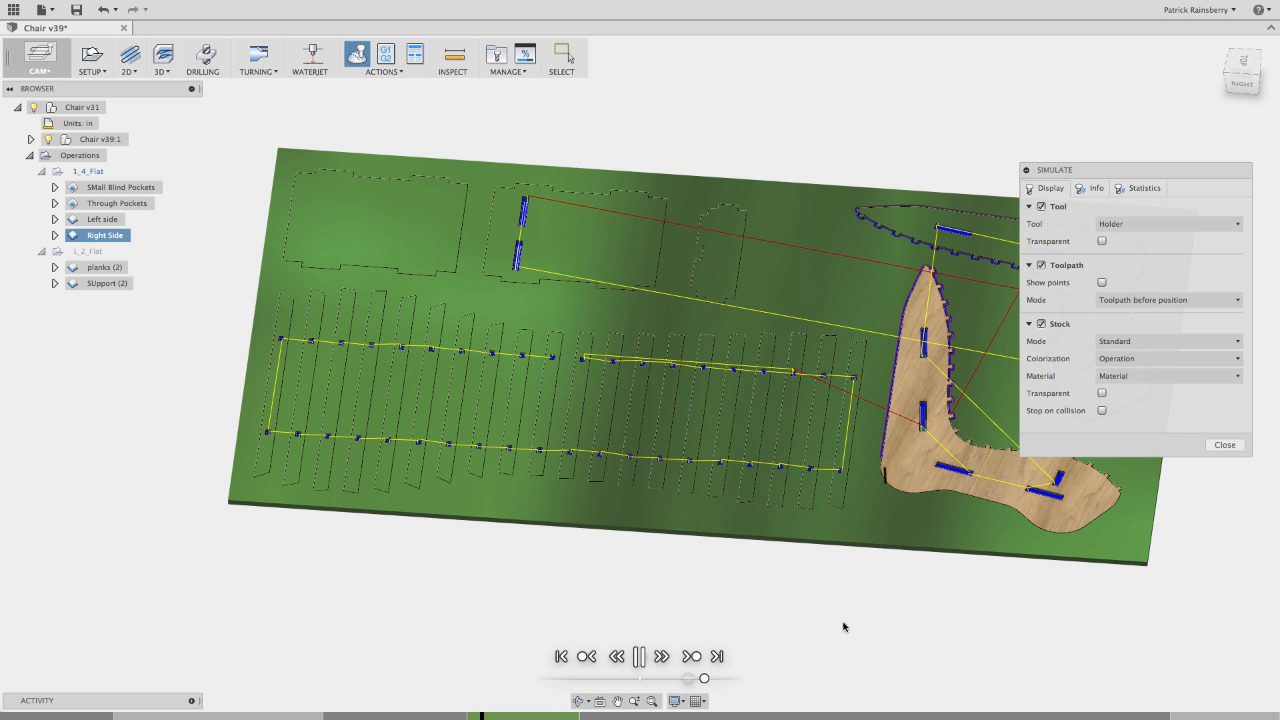 Patrick Rainsberry
Chair v39*
CAM
SETUP
2D
3D
DRILLING
TURNING
WATERJET
G1
G2
ACTIONS
INSPECT
%
MANAGE
SELECT
RIGHT
BROWSER
Chair v31
Units: in
Chair v39:1
Operations
1_4_Flat
SMall Blind Pockets
Through Pockets
Left side
Right Side
1_2_Flat
planks (2)
SUpport (2)
SIMULATE
Display
Info
Statistics
Tool
Tool
Holder
Transparent
Toolpath
Show points
Mode
Toolpath before position
Stock
Mode
Standard
Colorization
Operation
Material
Material
Transparent
Stop on collision
Close
ACTIVITY